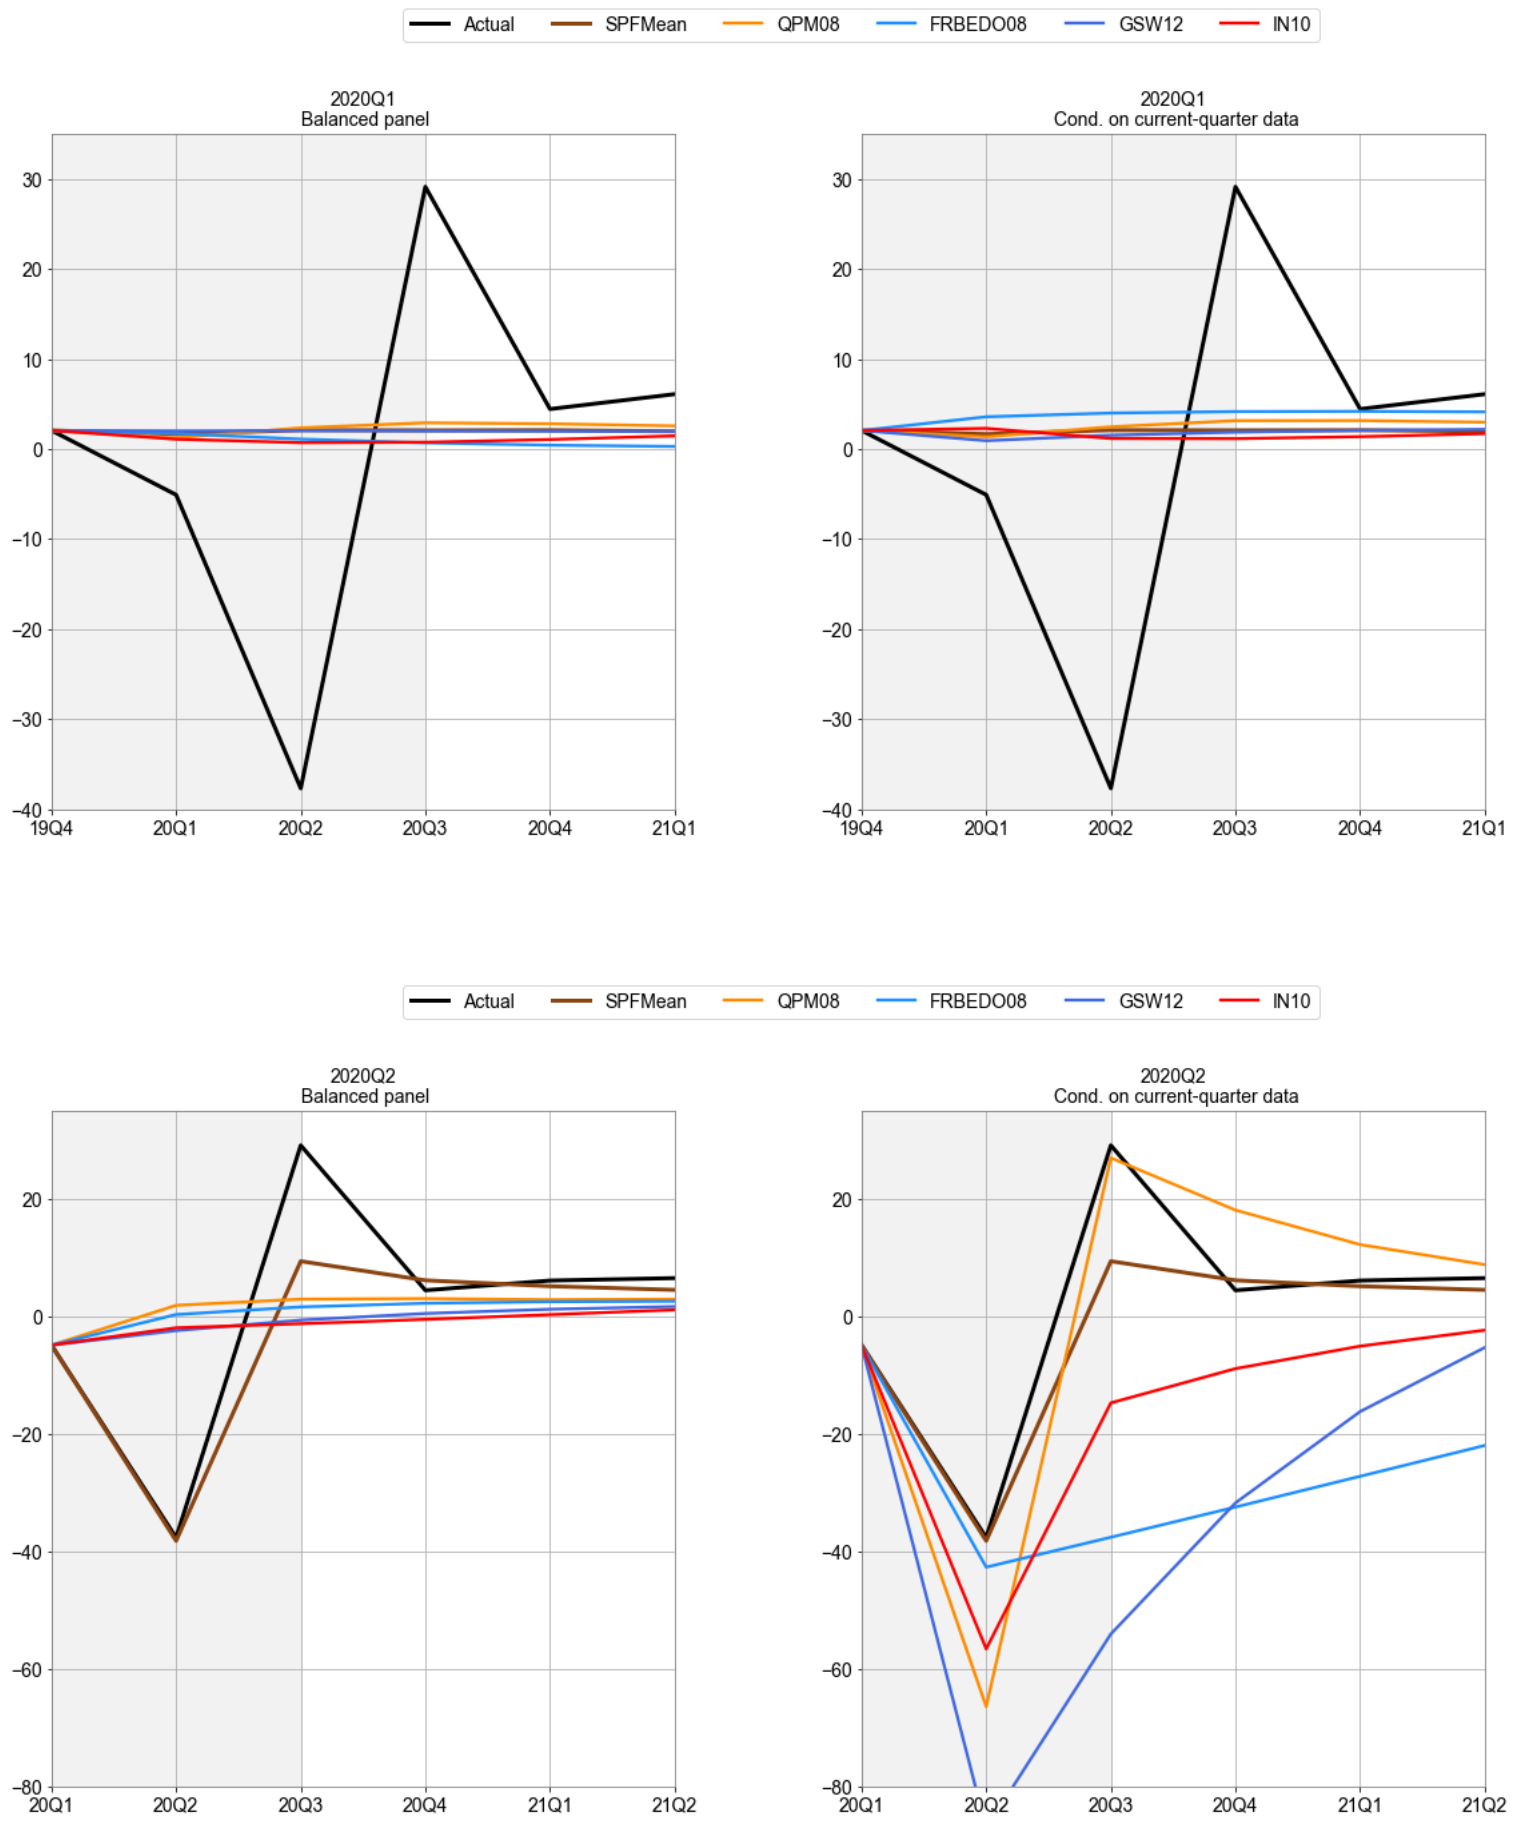 Actual SPFMean QPM08 FRBEDO08 GSW12 IN10
2020Q1
Balanced panel
30
20
10
0
−10
−20
−30
−40
19Q4 20Q1 20Q2 20Q3 20Q4 21Q1
2020Q1
Cond. on current-quarter data
30
20
10
0
−10
−20
−30
−40
19Q4 20Q1 20Q2 20Q3 20Q4 21Q1
Actual SPFMean QPM08 FRBEDO08 GSW12 IN10
2020Q2
Balanced panel
20
0
−20
−40
−60
−80
20Q1 20Q2 20Q3 20Q4 21Q1 21Q2
2020Q2
Cond. on current-quarter data
20
0
−20
−40
−60
−80
20Q1 20Q2 20Q3 20Q4 21Q1 21Q2